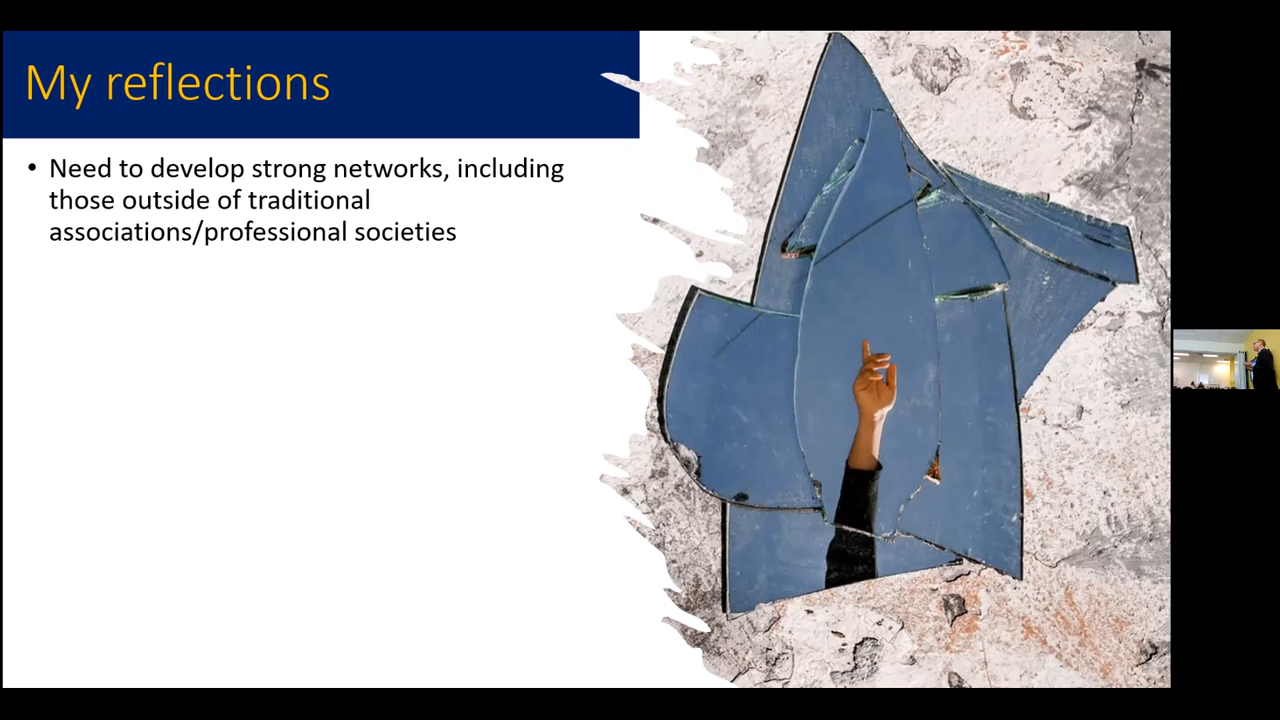 My reflections
• Need to develop strong networks, including
those outside of traditional
associations/professional societies